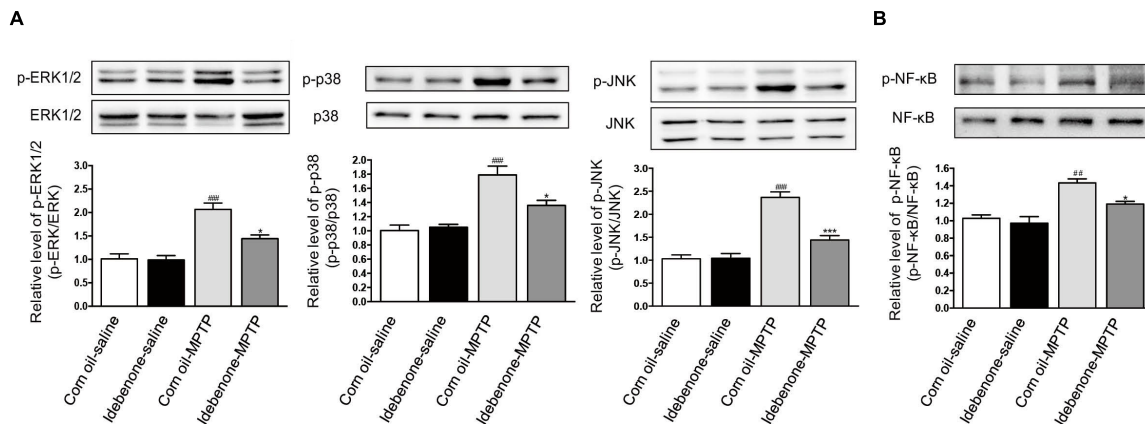 A
B
p-ERK1/2
ERK1/2
Relative level of p-ERK1/2
(p-ERK/ERK)
3.0
2.5
2.0
1.5
1.0
0.5
0.0
###
*
Corn oil-saline
Idebenone-saline
Corn oil-MPTP
Idebenone-MPTP
p-p38
p38
Relative level of p-p38
(p-p38/p38)
2.0
1.8
1.6
1.4
1.2
1.0
0.8
0.6
0.4
0.2
0.0
###
*
Corn oil-saline
Idebenone-saline
Corn oil-MPTP
Idebenone-MPTP
p-JNK
JNK
Relative level of p-JNK
(p-JNK/JNK)
3.0
2.5
2.0
1.5
1.0
0.5
0.0
###
***
Corn oil-saline
Idebenone-saline
Corn oil-MPTP
Idebenone-MPTP
p-NF-κB
NF-κB
Relative level of p-NF-κB
(p-NF-κB/NF-κB)
1.6
1.4
1.2
1.0
0.8
0.6
0.4
0.2
0.0
##
*
Corn oil-saline
Idebenone-saline
Corn oil-MPTP
Idebenone-MPTP